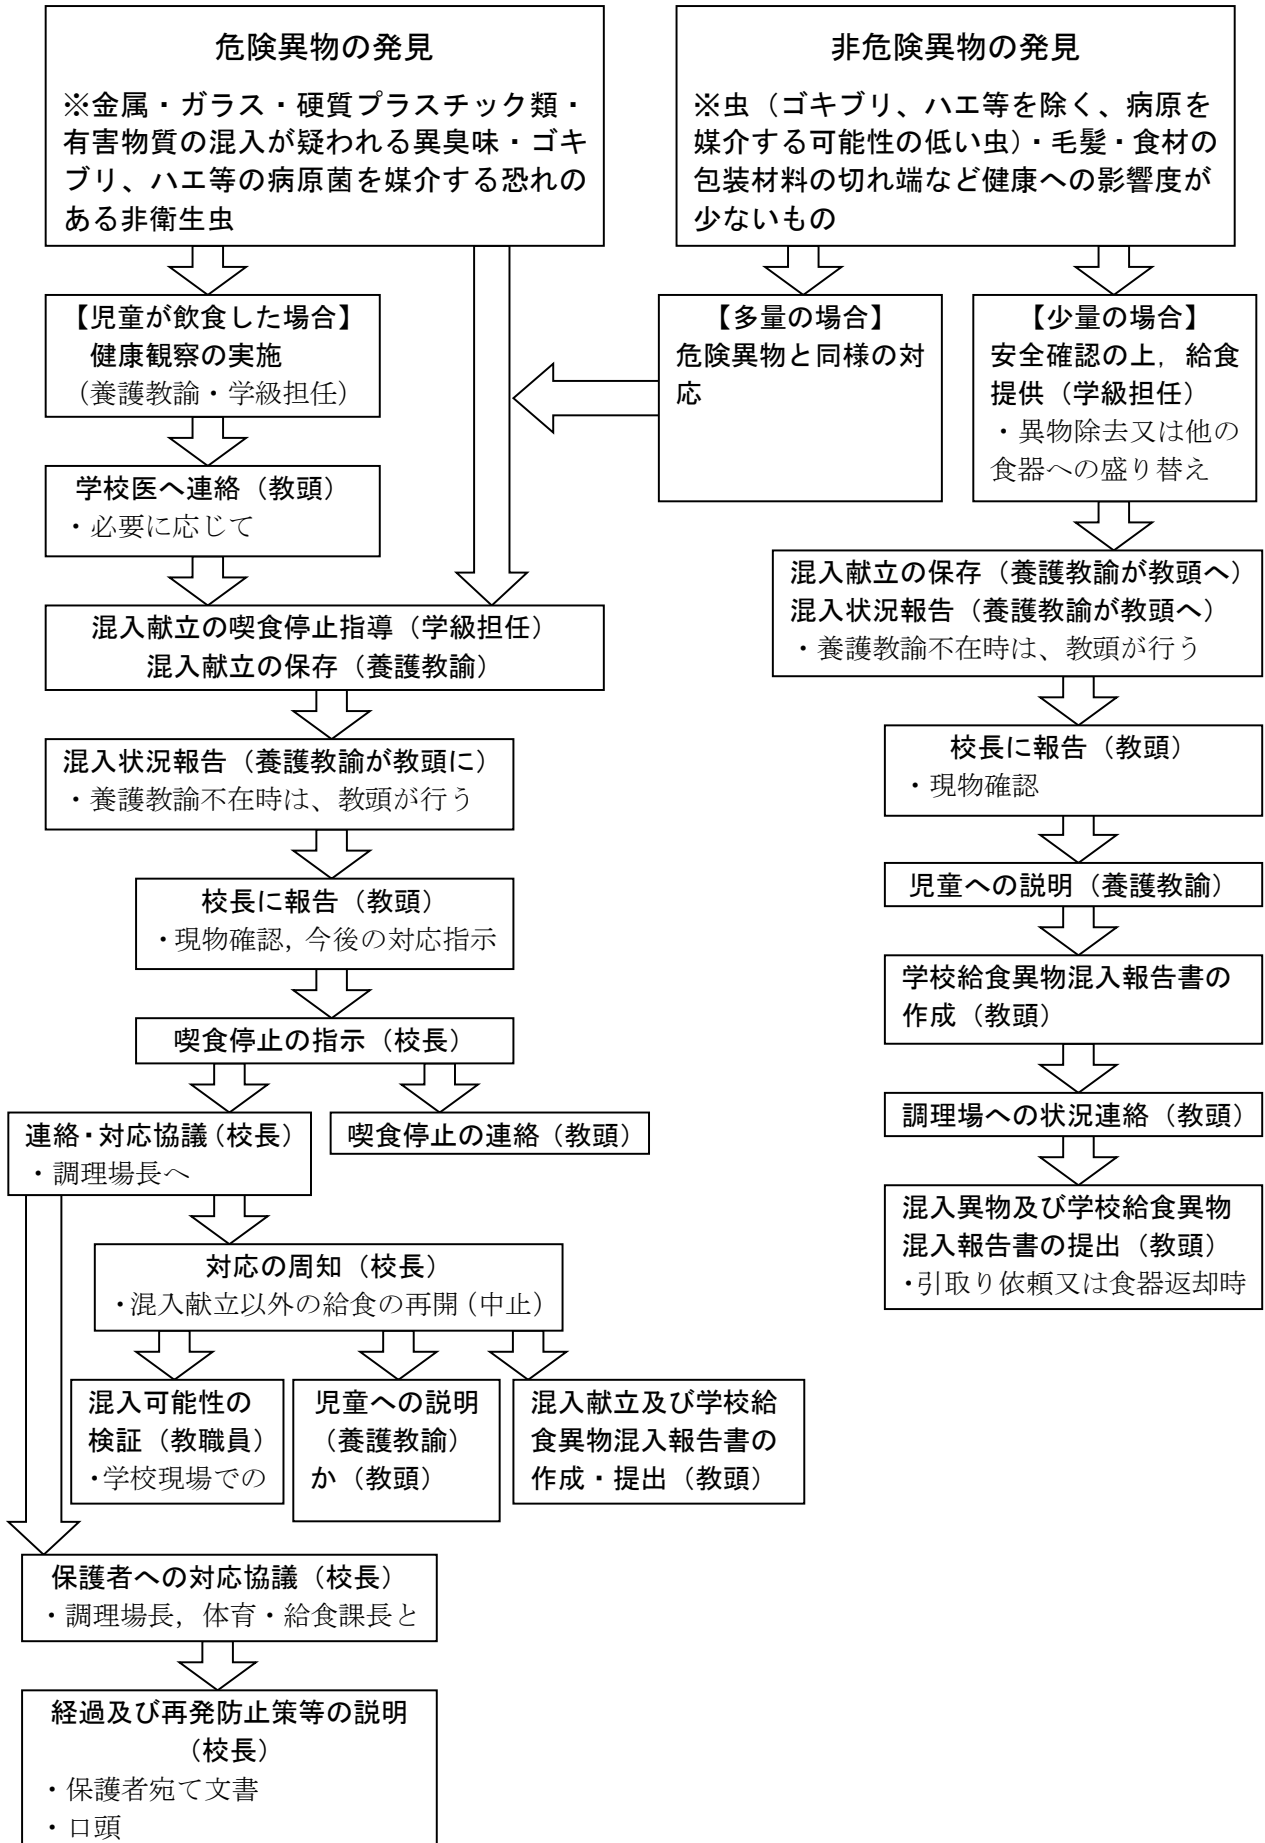 危険異物の発見
※金属・ガラス・硬質プラスチック類・
有害物質の混入が疑われる異臭味・ゴキ
ブリ、ハエ等の病原菌を媒介する恐れの
ある非衛生虫
非危険異物の発見
※虫（ゴキブリ、ハエ等を除く、病原を
媒介する可能性の低い虫）・毛髪・食材の
包装材料の切れ端など健康への影響度が
少ないもの
【児童が飲食した場合】
健康観察の実施
（養護教諭・学級担任）
【多量の場合】
危険異物と同様の対
応
【少量の場合】
安全確認の上，給食
提供（学級担任）
・異物除去又は他の
食器への盛り替え
学校医へ連絡（教頭）
・必要に応じて
混入献立の喫食停止指導（学級担任）
混入献立の保存（養護教諭）
混入献立の保存（養護教諭が教頭へ）
混入状況報告（養護教諭が教頭へ）
・養護教諭不在時は、教頭が行う
混入状況報告（養護教諭が教頭に）
・養護教諭不在時は、教頭が行う
校長に報告（教頭）
・現物確認
校長に報告（教頭）
・現物確認，今後の対応指示
児童への説明（養護教諭）
学校給食異物混入報告書の
作成（教頭）
喫食停止の指示（校長）
連絡・対応協議（校長）
・調理場長へ
喫食停止の連絡（教頭）
調理場への状況連絡（教頭）
混入異物及び学校給食異物
混入報告書の提出（教頭）
・引取り依頼又は食器返却時
対応の周知（校長）
・混入献立以外の給食の再開（中止）
混入可能性の
検証（教職員）
・学校現場での
児童への説明
（養護教諭）
か（教頭）
混入献立及び学校給
食異物混入報告書の
作成・提出（教頭）
保護者への対応協議（校長）
・調理場長，体育・給食課長と
経過及び再発防止策等の説明
（校長）
・保護者宛て文書
・口頭